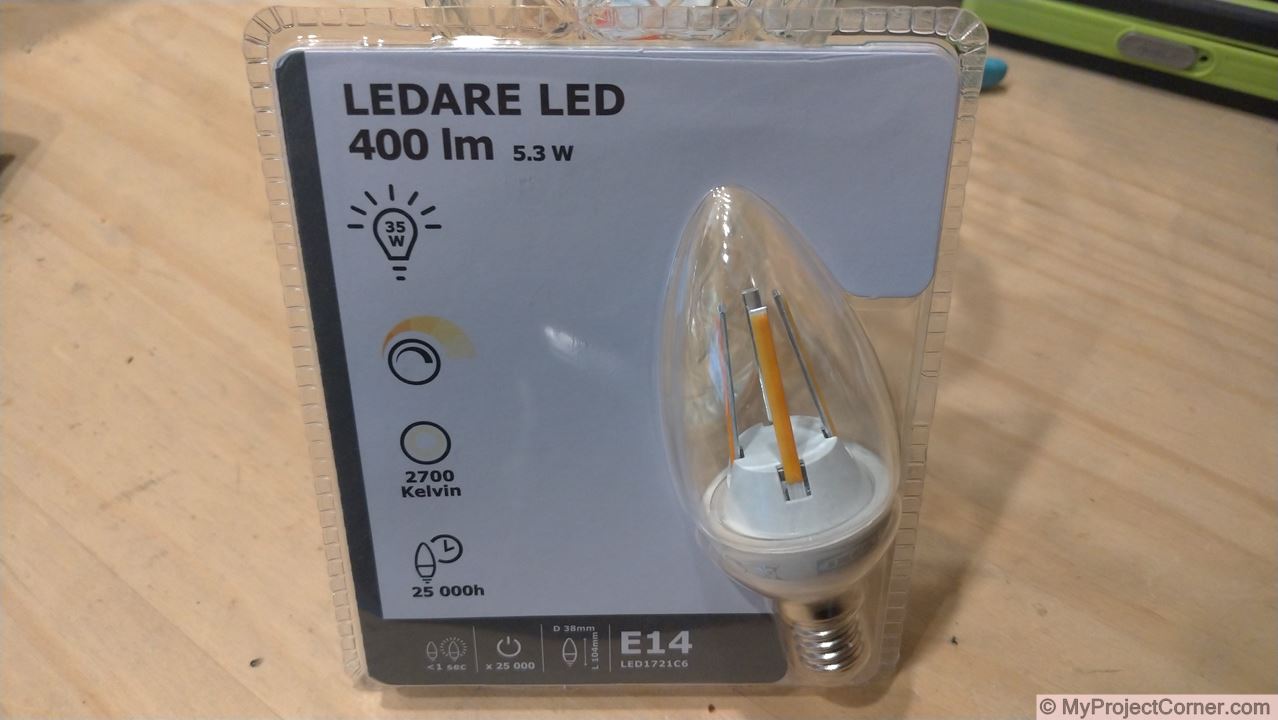 LEDARE LED
400 lm 5.3 W
35
W
2700
Kelvin
25 000h
<1 sec
x 25 000
D 38mm
L 104mm
E14
LED1721C6
© MyProjectCorner.com